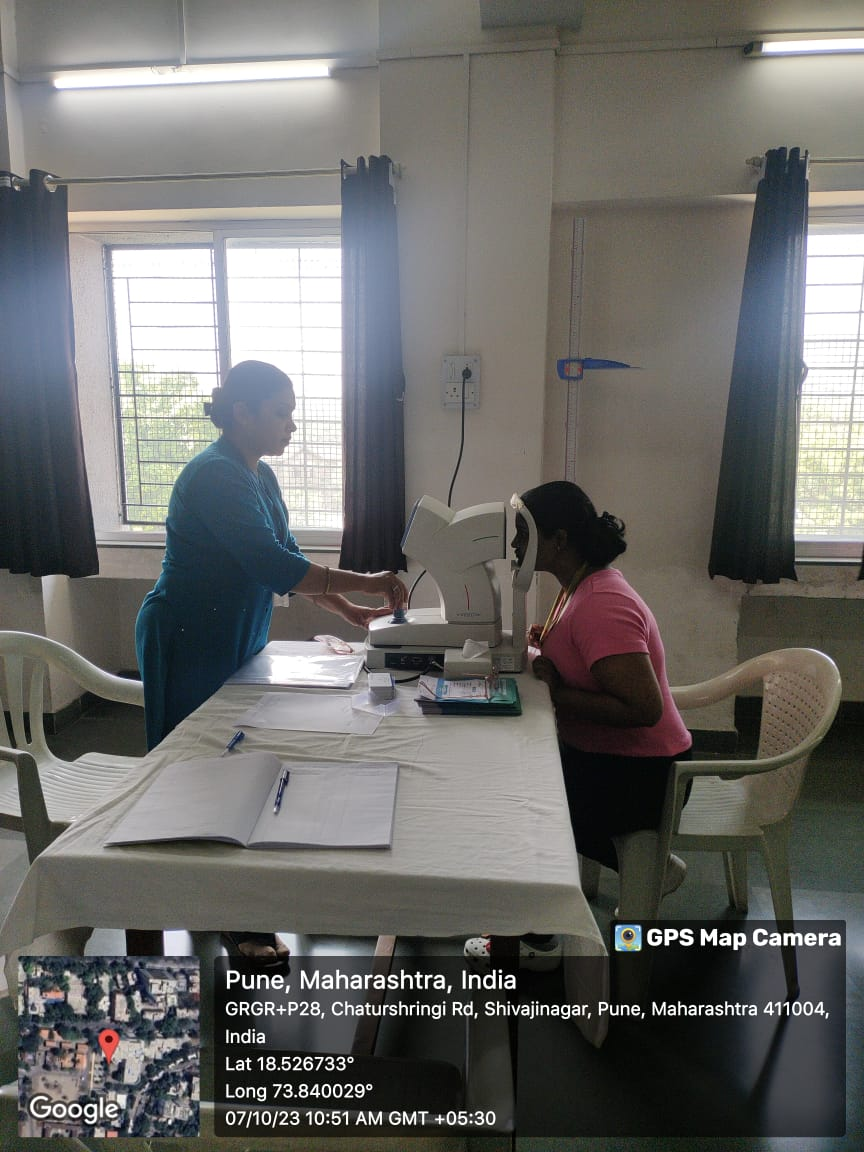 GPS Map Camera
Pune, Maharashtra, India
GRGR+P28, Chaturshringi Rd, Shivajinagar, Pune, Maharashtra 411004,
India
Lat 18.526733°
Long 73.840029°
07/10/23 10:51 AM GMT +05:30
Google